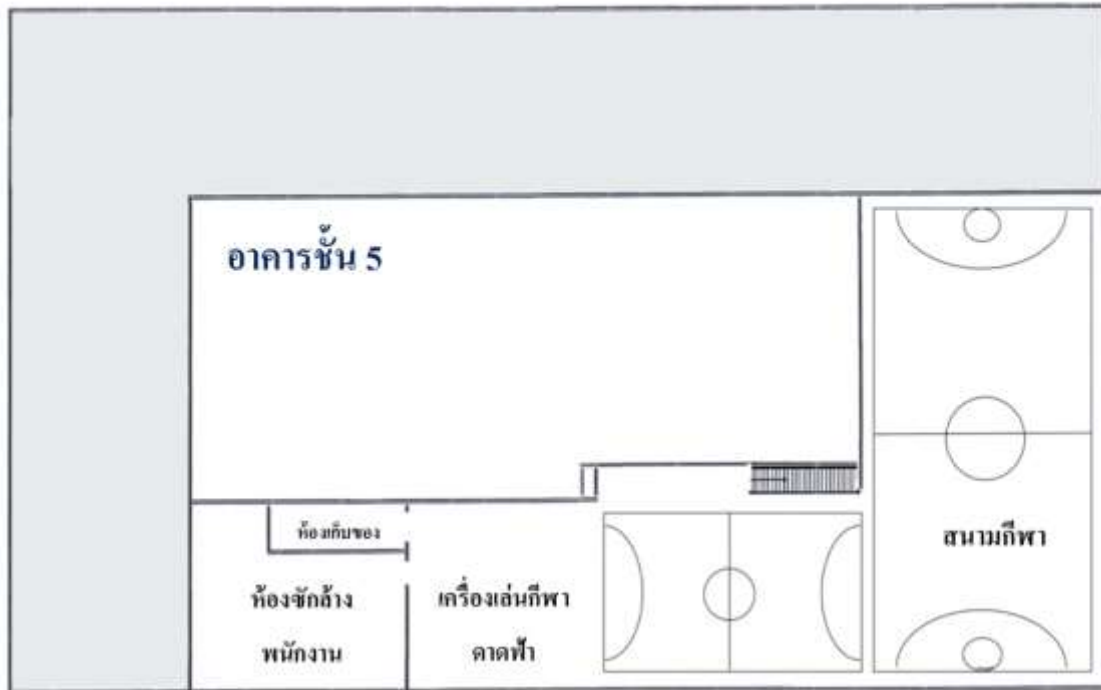 อาคารชั้น 5
ห้องเก็บของ
สนามกีฬา
ห้องซักล้าง
พนักงาน
เครื่องเล่นกีฬา
ดาดฟ้า